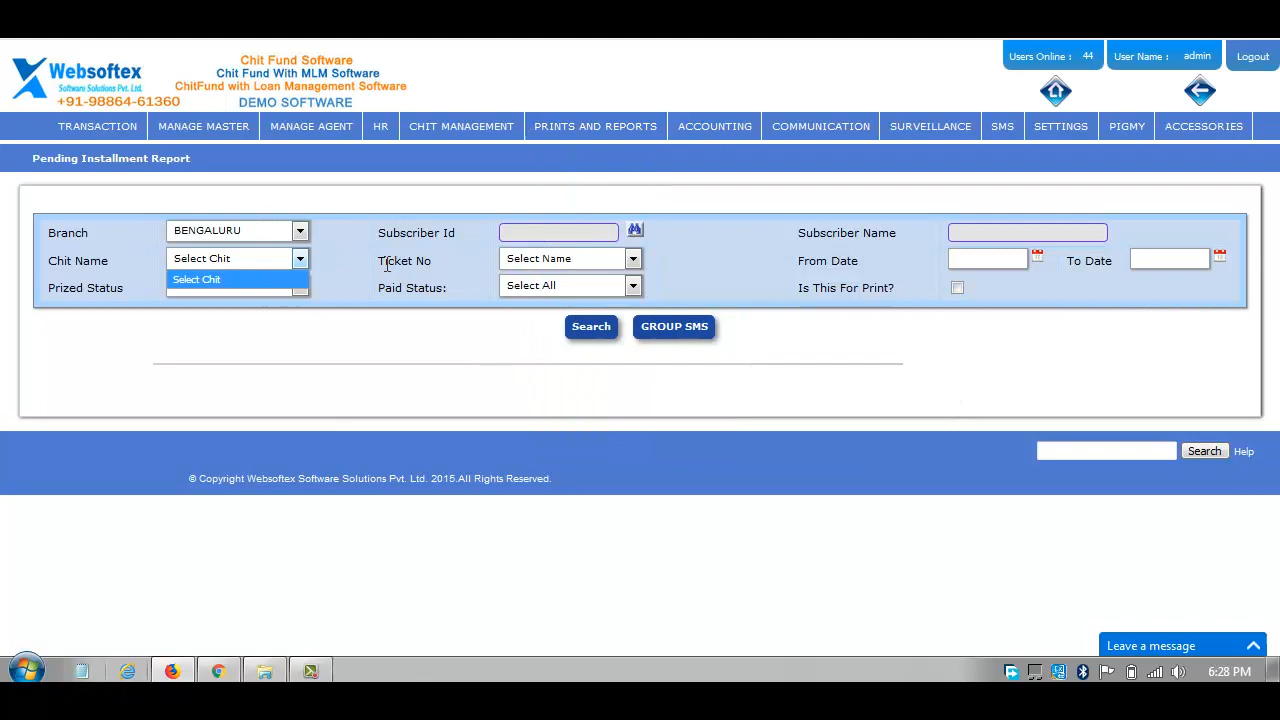 Websoftex
Software Solutions Pvt. Ltd.
+91-98864-61360
Chit Fund Software
Chit Fund With MLM Software
ChitFund with Loan Management Software
DEMO SOFTWARE
Users Online : 44
User Name : admin
Logout
TRANSACTION MANAGE MASTER MANAGE AGENT HR CHIT MANAGEMENT PRINTS AND REPORTS ACCOUNTING COMMUNICATION SURVEILLANCE SMS SETTINGS PIGMY ACCESSORIES
Pending Installment Report
Branch BENGALURU Subscriber Id Subscriber Name
Chit Name Select Chit Ticket No Select Name From Date To Date
Select Chit
Prized Status Paid Status: Select All Is This For Print?
Search GROUP SMS
Search Help
© Copyright Websoftex Software Solutions Pvt. Ltd. 2015.All Rights Reserved.
Leave a message
6:28 PM